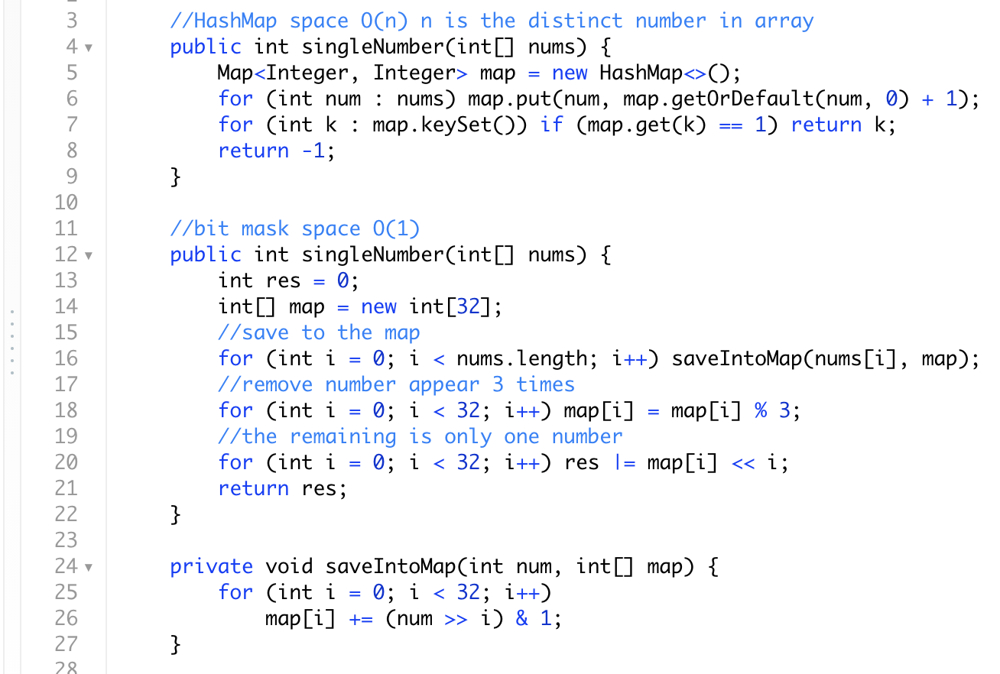 3 //HashMap space O(n) n is the distinct number in array
4 ▾ public int singleNumber(int[] nums) {
5 Map<Integer, Integer> map = new HashMap<>();
6 for (int num : nums) map.put(num, map.getOrDefault(num, 0) + 1);
7 for (int k : map.keySet()) if (map.get(k) == 1) return k;
8 return -1;
9 }
10
11 //bit mask space O(1)
12 ▾ public int singleNumber(int[] nums) {
13 int res = 0;
14 int[] map = new int[32];
15 //save to the map
16 for (int i = 0; i < nums.length; i++) saveIntoMap(nums[i], map);
17 //remove number appear 3 times
18 for (int i = 0; i < 32; i++) map[i] = map[i] % 3;
19 //the remaining is only one number
20 for (int i = 0; i < 32; i++) res |= map[i] << i;
21 return res;
22 }
23
24 ▾ private void saveIntoMap(int num, int[] map) {
25 for (int i = 0; i < 32; i++)
26 map[i] += (num >> i) & 1;
27 }
28